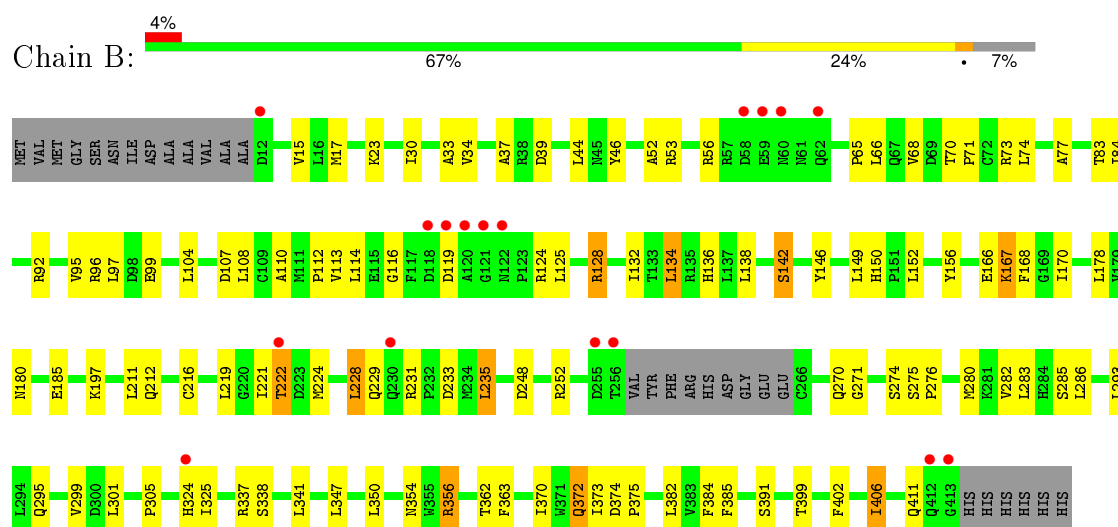 4%
Chain B:
67% 24% • 7%
MET VAL MET GLY SER ASN ILE ASP ALA ALA VAL ALA ALA D12 V15 L16 M17 K23 I30 A33 V34 A37 R38 D39 L44 N45 Y46 A52 R53 R56 R57 D58 E59 N60 N61 Q62 P65 L66 Q67 V68 D69 T70 P71 C72 R73 L74 A77 T83 I84
R92 V95 R96 L97 D98 E99 L104 D107 L108 C109 A110 M111 P112 V113 L114 E115 G116 F117 D118 D119 A120 G121 N122 P123 R124 L125 R128 I132 T133 L134 R135 H136 L137 L138 S142 Y146 L149 H150 P151 L152 Y156 E166 K167 F168 G169 I170 L178 V179
N180 E185 K197 L211 Q212 C216 L219 G220 I221 T222 D223 M224 L228 Q229 Q230 R231 P232 D233 M234 L235 D248 R252 D255 T256 VAL TYR PHE ARG HIS ASP GLY GLU GLU C266 Q270 G271 S274 S275 P276 M280 K281 V282 L283 H284 S285 L286 L293
L294 Q295 V299 D300 L301 P305 H324 I325 R337 S338 L341 L347 L350 N354 W355 R356 T362 F363 I370 W371 Q372 I373 D374 P375 L382 V383 F384 F385 S391 T399 F402 I406 Q411 Q412 G413 HIS HIS HIS HIS HIS HIS